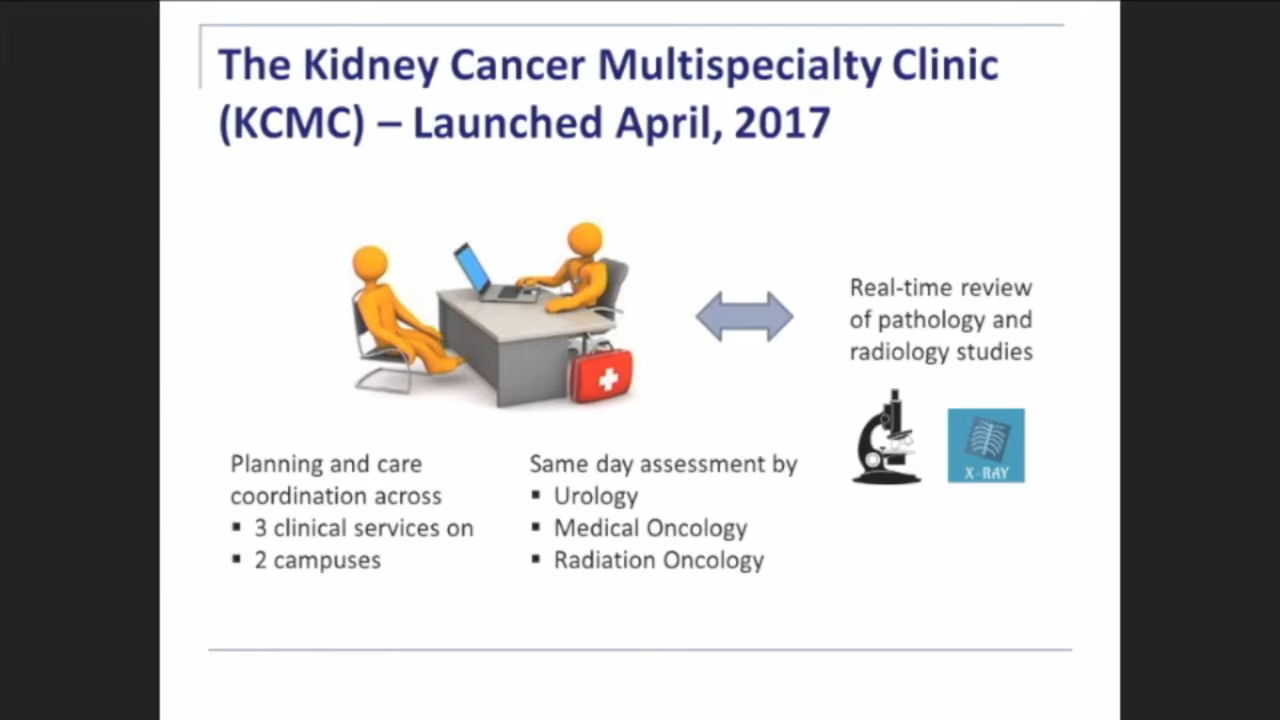 The Kidney Cancer Multispecialty Clinic
(KCMC) – Launched April, 2017
Real-time review
of pathology and
radiology studies
X-RAY
Planning and care
coordination across
▪ 3 clinical services on
▪ 2 campuses
Same day assessment by
▪ Urology
▪ Medical Oncology
▪ Radiation Oncology